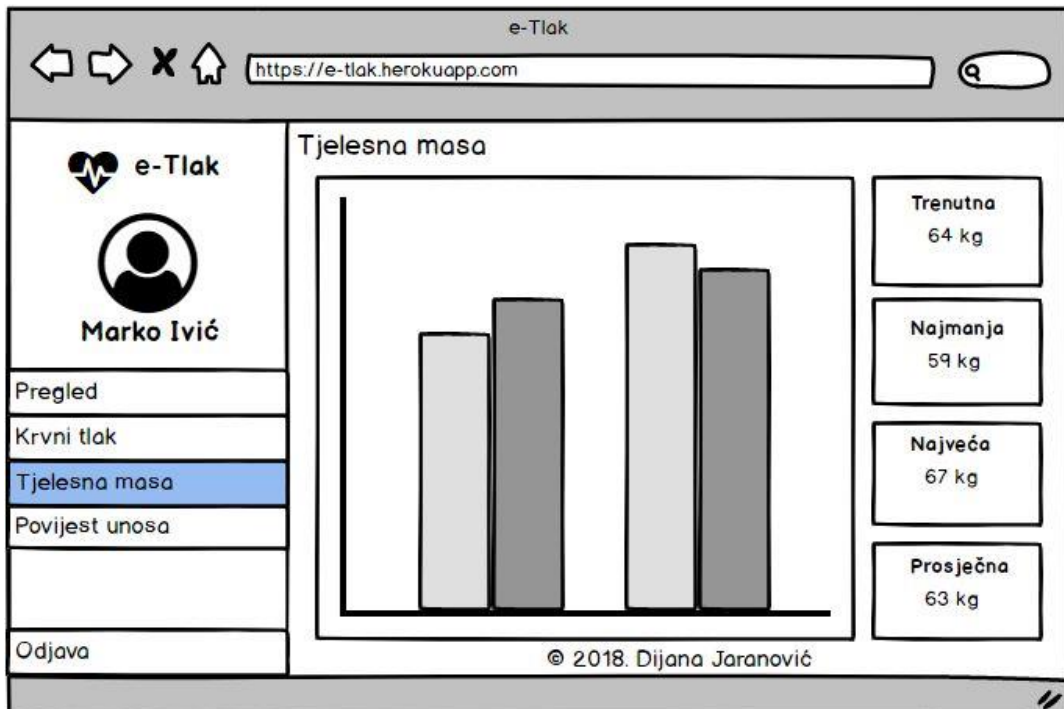 e-Tlak
https://e-tlak.herokuapp.com
e-Tlak
Marko Ivić
Pregled
Krvni tlak
Tjelesna masa
Povijest unosa
Odjava
Tjelesna masa
Trenutna
64 kg
Najmanja
59 kg
Najveća
67 kg
Prosječna
63 kg
© 2018. Dijana Jaranović